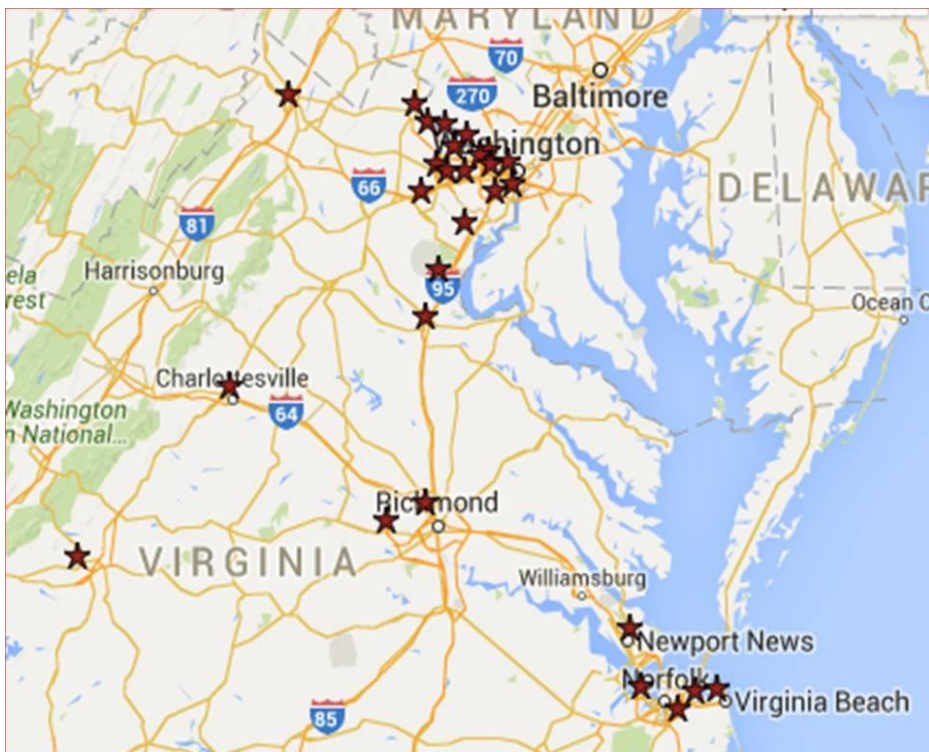 MARYLAND
70
Baltimore
270
Washington
DELAWAR
66
81
Harrisonburg
ela
rest
95
Ocean C
Charlottesville
64
Washington
n National...
Richmond
VIRGINIA
Williamsburg
Newport News
Norfolk
Virginia Beach
85